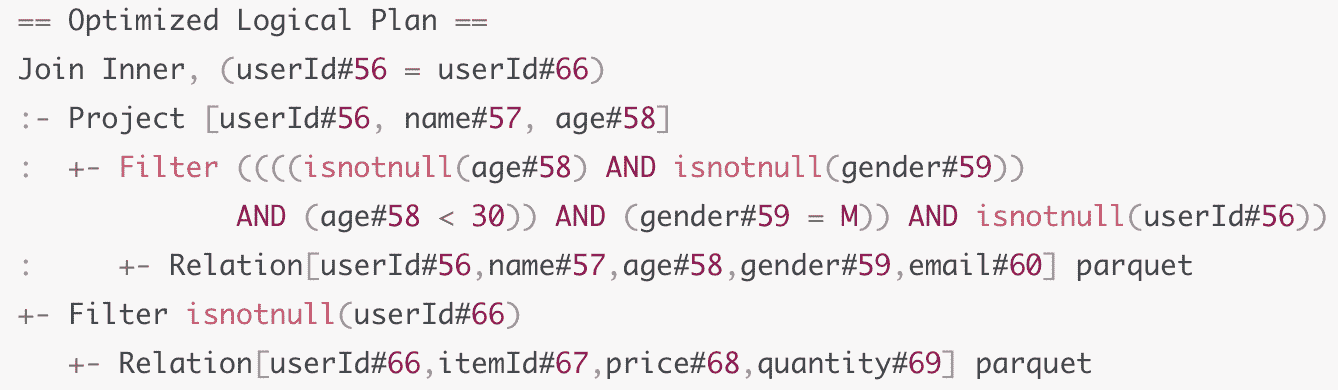 == Optimized Logical Plan ==
Join Inner, (userId#56 = userId#66)
:- Project [userId#56, name#57, age#58]
:  +- Filter ((((isnotnull(age#58) AND isnotnull(gender#59))
             AND (age#58 < 30)) AND (gender#59 = M)) AND isnotnull(userId#56))
:     +- Relation[userId#56,name#57,age#58,gender#59,email#60] parquet
+- Filter isnotnull(userId#66)
   +- Relation[userId#66,itemId#67,price#68,quantity#69] parquet